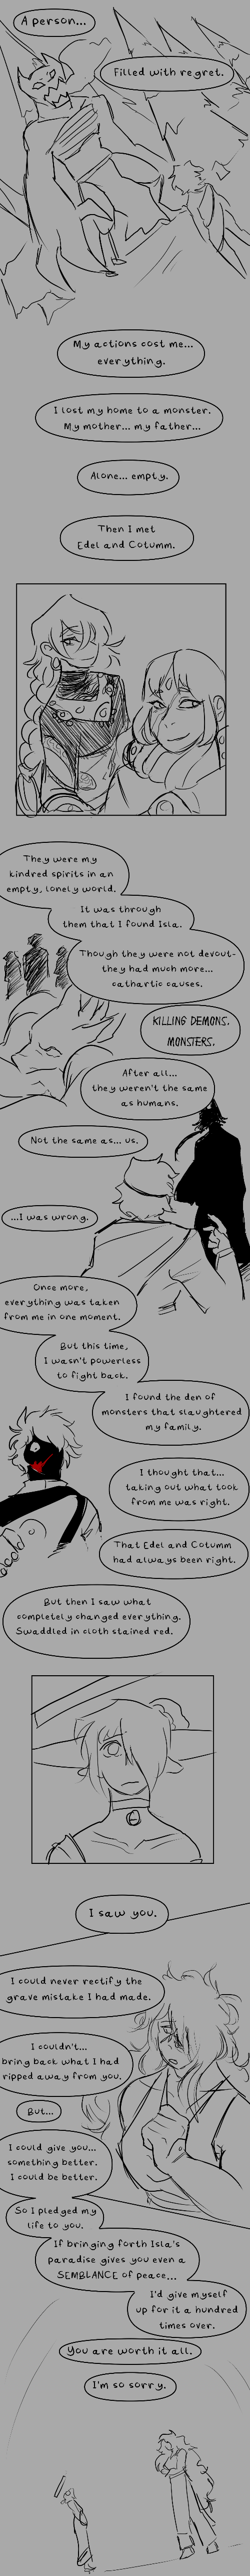 A person...
Filled with regret.
My actions cost me...
everything.
I lost my home to a monster.
My mother... my father...
Alone... empty.
Then I met
Edel and Cotumm.
They were my
kindred spirits in an
empty, lonely world.
It was through
them that I found Isla.
Though they were not devout-
they had much more...
cathartic causes.
KILLING DEMONS.
MONSTERS.
After all...
they weren't the same
as humans.
Not the same as... us.
...I was wrong.
Once more,
everything was taken
from me in one moment.
But this time,
I wasn't powerless
to fight back.
I found the den of
monsters that slaughtered
my family.
I thought that...
taking out what took
from me was right.
That Edel and Cotumm
had always been right.
But then I saw what
completely changed everything.
Swaddled in cloth stained red.
I saw you.
I could never rectify the
grave mistake I had made.
I couldn't...
bring back what I had
ripped away from you.
But...
I could give you...
something better.
I could be better.
So I pledged my
life to you.
If bringing forth Isla's
paradise gives you even a
SEMBLANCE of peace...
I'd give myself
up for it a hundred
times over.
You are worth it all.
I'm so sorry.